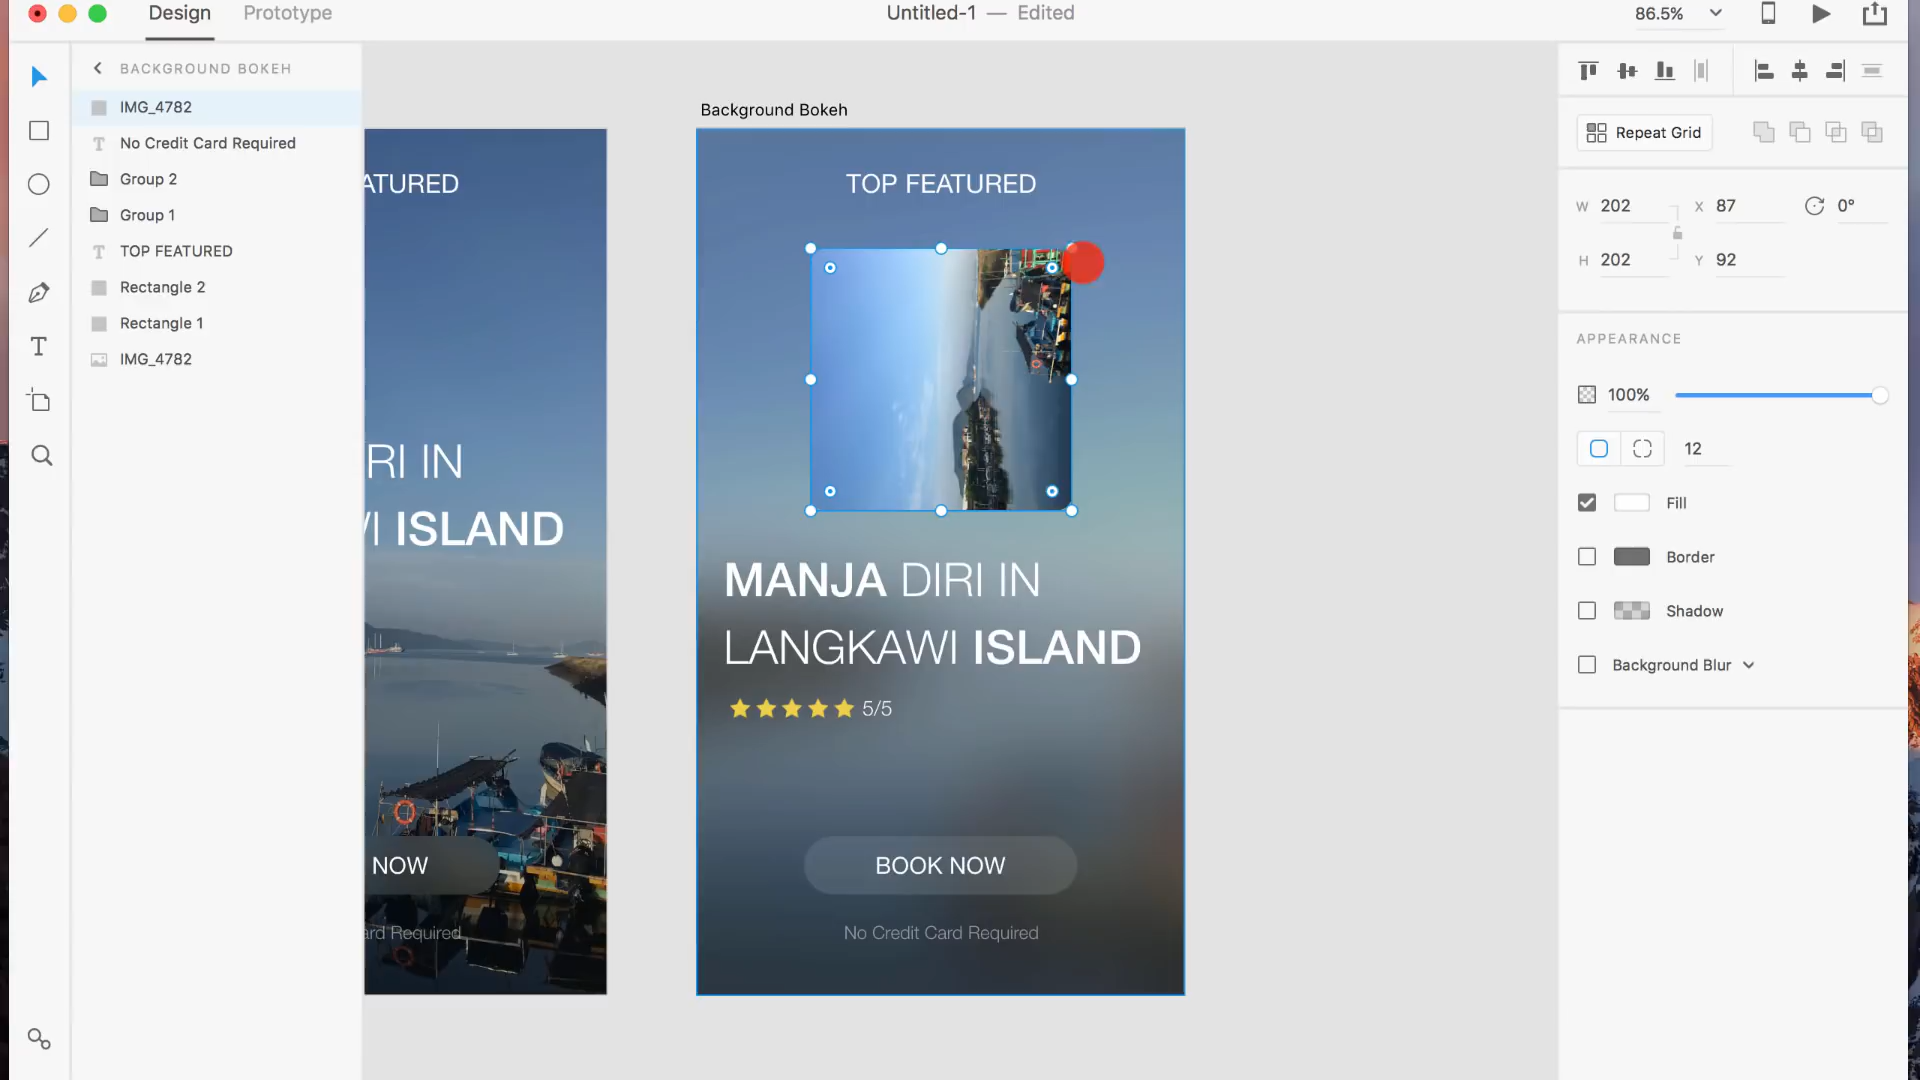 Design
Prototype
Untitled-1 — Edited
86.5%
BACKGROUND BOKEH
IMG_4782
No Credit Card Required
Group 2
Group 1
TOP FEATURED
Rectangle 2
Rectangle 1
IMG_4782
ATURED
RI IN
ISLAND
NOW
ard Required
Background Bokeh
TOP FEATURED
MANJA DIRI IN
LANGKAWI ISLAND
5/5
BOOK NOW
No Credit Card Required
Repeat Grid
W 202 X 87 0°
H 202 Y 92
APPEARANCE
100%
12
Fill
Border
Shadow
Background Blur